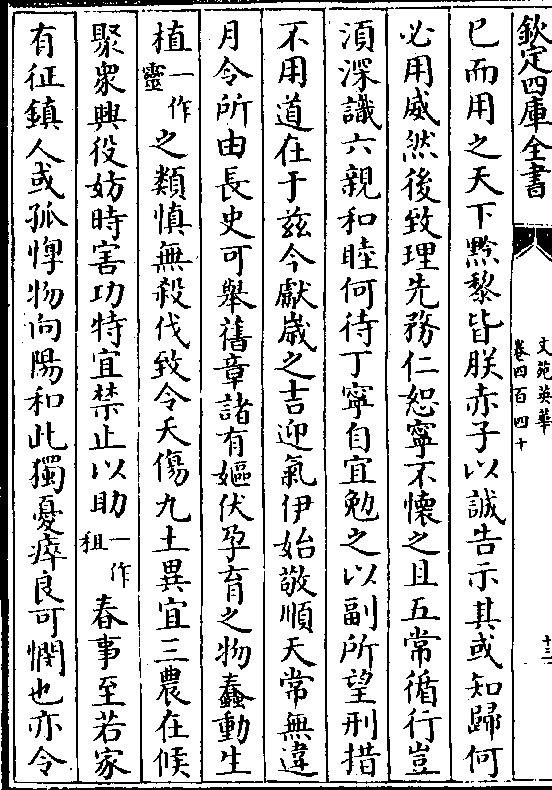 欽定四庫全書
文苑英華
卷四百四十
十三
已而用之天下黔黎皆朕赤子以誠告示其或知歸何
必用威然後致理先務仁恕寧不懷之且五常循行豈
須深識六親和睦何待丁寧自宜勉之以副所望刑措
不用道在于兹今獻歲之吉迎氣伊始敬順天常無違
月令所由長史可舉舊章諸有嫗伏孕育之物蠢動生
植一作靈之類慎無殺伐致令夭傷九土異宜三農在候
聚衆興役妨時害功特宜禁止以助一作租春事至若家
有征鎮人或孤惸物向陽和此獨憂瘁良可憫也亦令